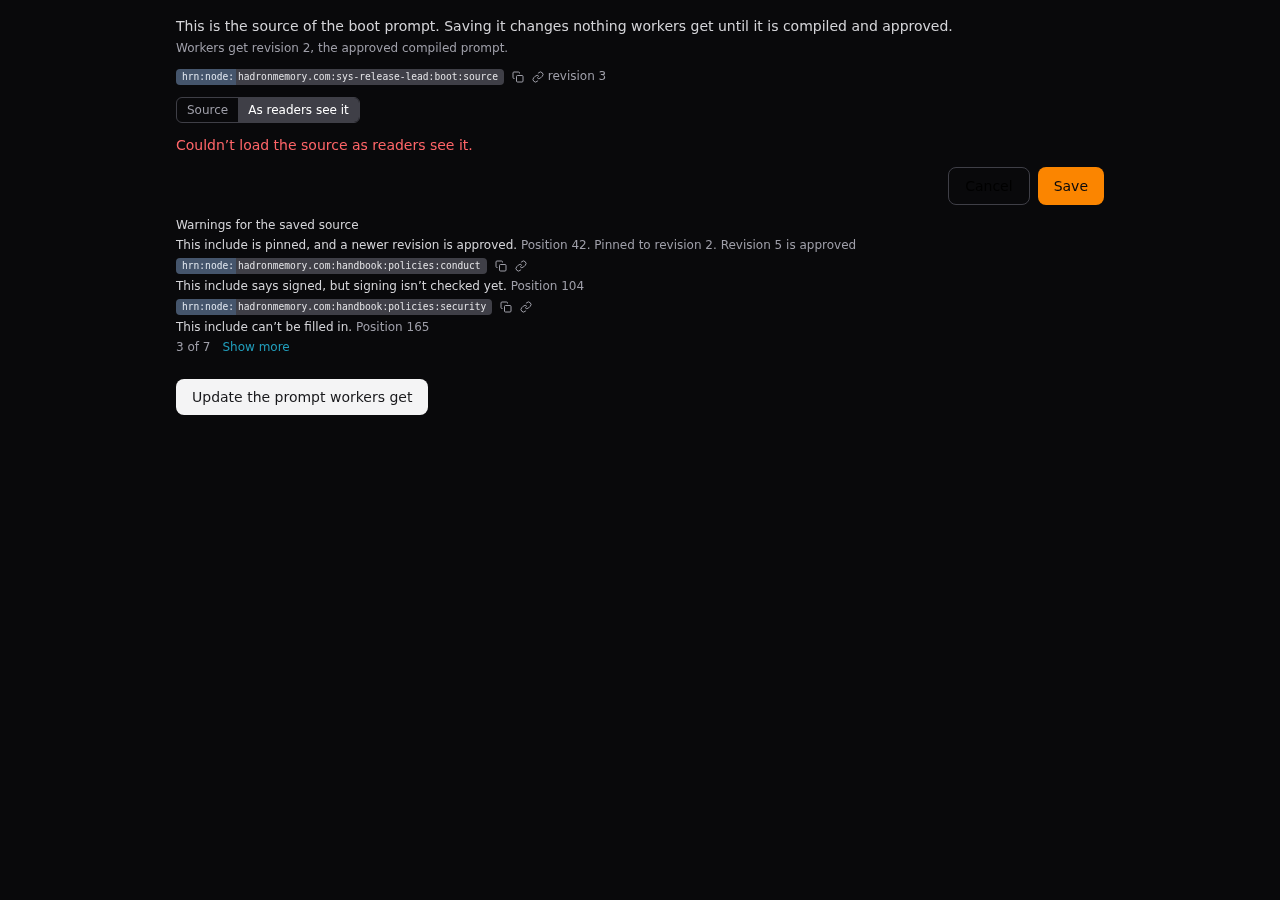 This is the source of the boot prompt. Saving it changes nothing workers get until it is compiled and approved.
Workers get revision 2, the approved compiled prompt.
hrn:node: hadronmemory.com:sys-release-lead:boot:source revision 3
Source As readers see it
Couldn’t load the source as readers see it.
Cancel Save
Warnings for the saved source
This include is pinned, and a newer revision is approved. Position 42. Pinned to revision 2. Revision 5 is approved
hrn:node: hadronmemory.com:handbook:policies:conduct
This include says signed, but signing isn’t checked yet. Position 104
hrn:node: hadronmemory.com:handbook:policies:security
This include can’t be filled in. Position 165
3 of 7 Show more
Update the prompt workers get